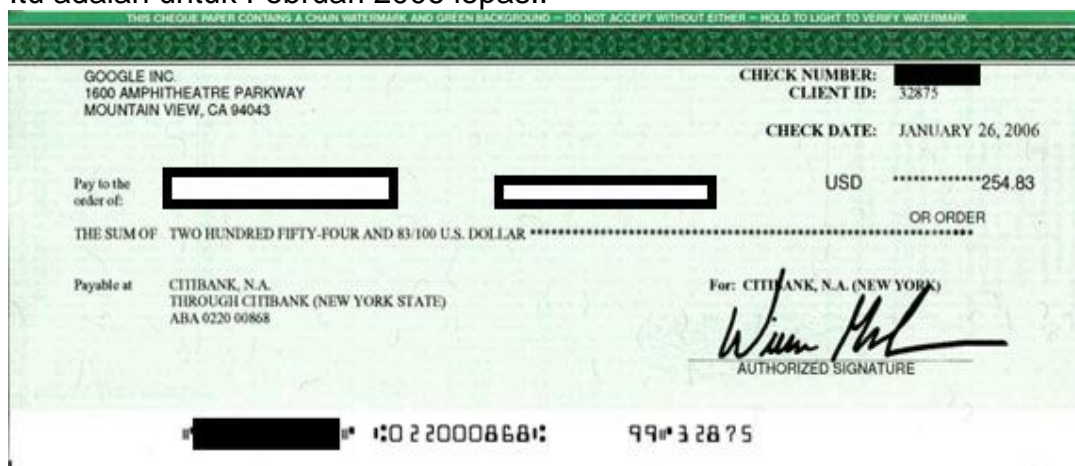 Itu adalah untuk Februari 2006 lepas..
THIS CHEQUE PAPER CONTAINS A CHAIN WATERMARK AND GREEN BACKGROUND – DO NOT ACCEPT WITHOUT EITHER – HOLD TO LIGHT TO VERIFY WATERMARK
GOOGLE INC.
1600 AMPHITHEATRE PARKWAY
MOUNTAIN VIEW, CA 94043
CHECK NUMBER:
CLIENT ID: 32875
CHECK DATE: JANUARY 26, 2006
Pay to the
order of:
USD ************254.83
OR ORDER
THE SUM OF TWO HUNDRED FIFTY-FOUR AND 83/100 U.S. DOLLAR
Payable at CITIBANK, N.A.
THROUGH CITIBANK (NEW YORK STATE)
ABA 0220 00868
For: CITIBANK, N.A. (NEW YORK)
AUTHORIZED SIGNATURE
⑈ ⑈ ⑆022000868⑆ 99⑈32875